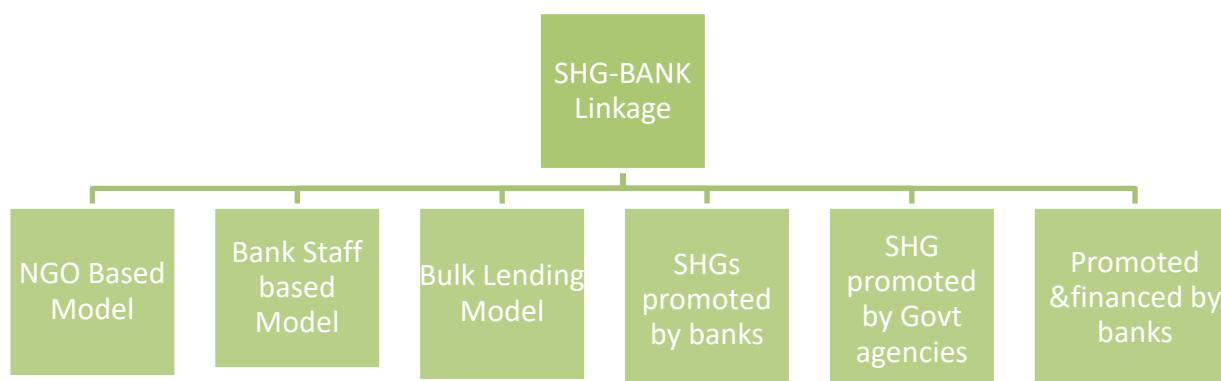 SHG-BANK
Linkage
NGO Based
Model
Bank Staff
based
Model
Bulk Lending
Model
SHGs
promoted
by banks
SHG
promoted
by Govt
agencies
Promoted
&financed by
banks